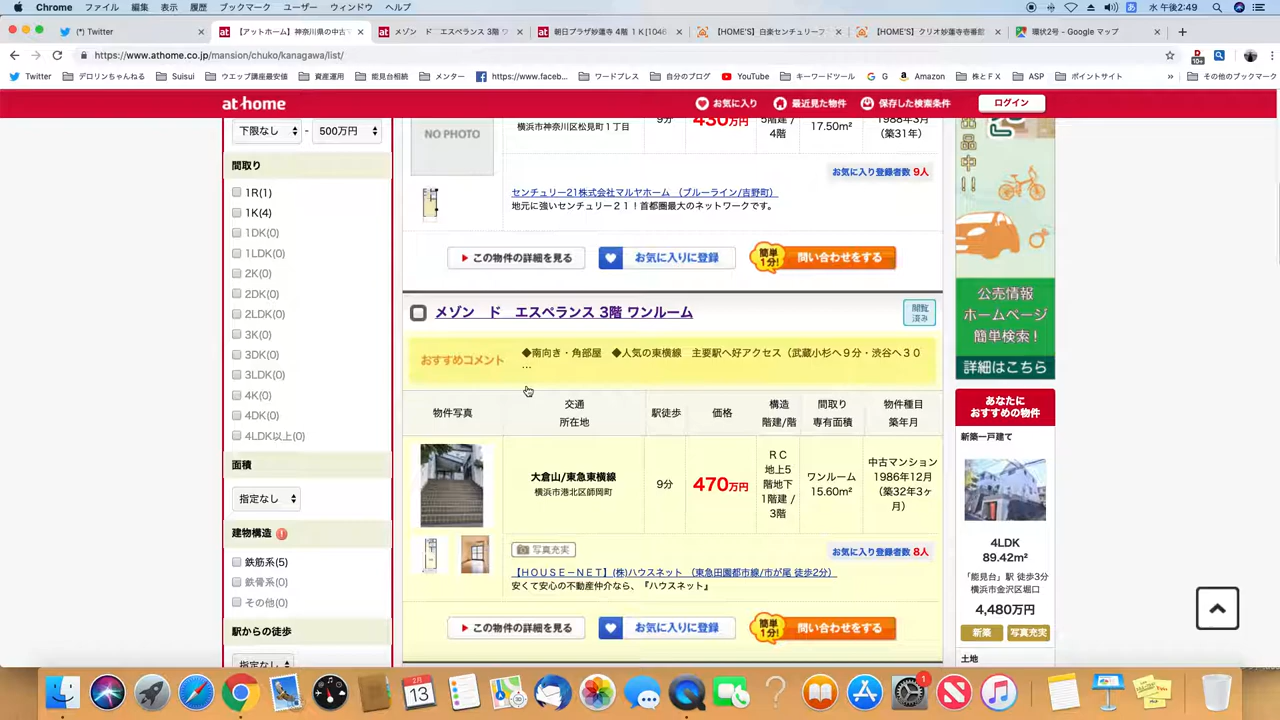 Chrome ファイル 編集 表示 履歴 ブックマーク ユーザー ウィンドウ ヘルプ
あ 水 午後2:49
(*) Twitter
【アットホーム】神奈川県の中古マ
メゾン ド エスペランス 3階 ワ
朝日プラザ妙蓮寺 4階 1K[1046
【HOME'S】白楽センチュリーフ
【HOME'S】クリオ妙蓮寺壱番館
環状2号 - Google マップ
https://www.athome.co.jp/mansion/chuko/kanagawa/list/
Twitter デロリンちゃんねる Suisui ウエッブ講座最安値 資産運用 能見台相続 メンター https://www.faceb... ワードプレス 自分のブログ YouTube キーワードツール G Amazon 株とＦＸ ASP ポイントサイト » その他のブックマーク
at home
お気に入り 最近見た物件 保存した検索条件 ログイン
下限なし - 500万円
間取り
1R(1)
1K(4)
1DK(0)
1LDK(0)
2K(0)
2DK(0)
2LDK(0)
3K(0)
3DK(0)
3LDK(0)
4K(0)
4DK(0)
4LDK以上(0)
面積
指定なし
建物構造
鉄筋系(5)
鉄骨系(0)
その他(0)
駅からの徒歩
指定なし
NO PHOTO
横浜市神奈川区松見町１丁目
9分
430万円
5階建 /
4階
17.50m²
1988年3月
(築31年)
お気に入り登録者数 9人
センチュリー21株式会社マルヤホーム （ブルーライン/吉野町）
地元に強いセンチュリー２１！首都圏最大のネットワークです。
この物件の詳細を見る お気に入りに登録 簡単1分! 問い合わせをする
メゾン ド エスペランス 3階 ワンルーム
閲覧
済み
おすすめコメント
◆南向き・角部屋 ◆人気の東横線 主要駅へ好アクセス（武蔵小杉へ９分・渋谷へ３０
…
物件写真
交通
所在地
駅徒歩
価格
構造
階建/階
間取り
専有面積
物件種目
築年月
大倉山/東急東横線
横浜市港北区師岡町
9分
470万円
ＲＣ
地上5
階地下
1階建 /
3階
ワンルーム
15.60m²
中古マンション
1986年12月
(築32年3ヶ
月)
写真充実
お気に入り登録者数 8人
【ＨＯＵＳＥ－ＮＥＴ】(株)ハウスネット （東急田園都市線/市が尾 徒歩2分）
安くて安心の不動産仲介なら、『ハウスネット』
この物件の詳細を見る お気に入りに登録 簡単1分! 問い合わせをする
公売情報
ホームページ
簡単検索！
詳細はこちら
あなたに
おすすめの物件
新築一戸建て
4LDK
89.42m²
「能見台」駅 徒歩3分
横浜市金沢区堀口
4,480万円
新築 写真充実
土地
2月
13
1